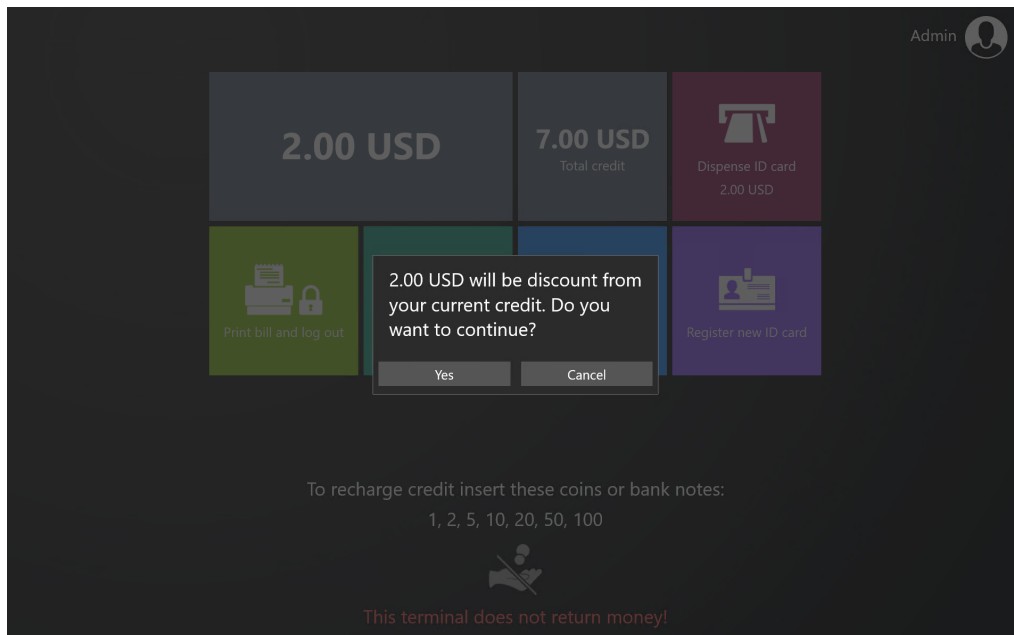 Admin
2.00 USD
7.00 USD
Total credit
Dispense ID card
2.00 USD
Print bill and log out
Register new ID card
2.00 USD will be discount from
your current credit. Do you
want to continue?
Yes
Cancel
To recharge credit insert these coins or bank notes:
1, 2, 5, 10, 20, 50, 100
This terminal does not return money!